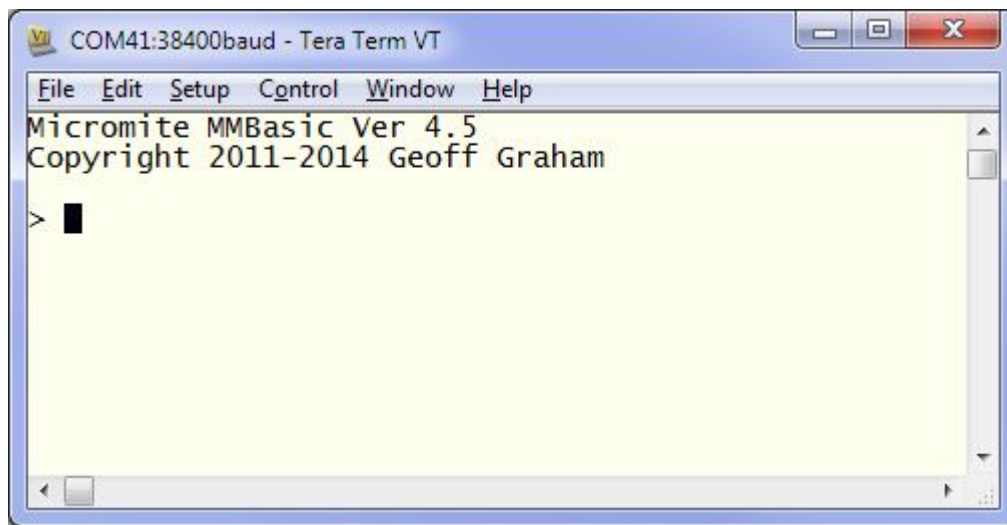 COM41:38400baud - Tera Term VT
File Edit Setup Control Window Help
Micromite MMBasic Ver 4.5
Copyright 2011-2014 Geoff Graham
>